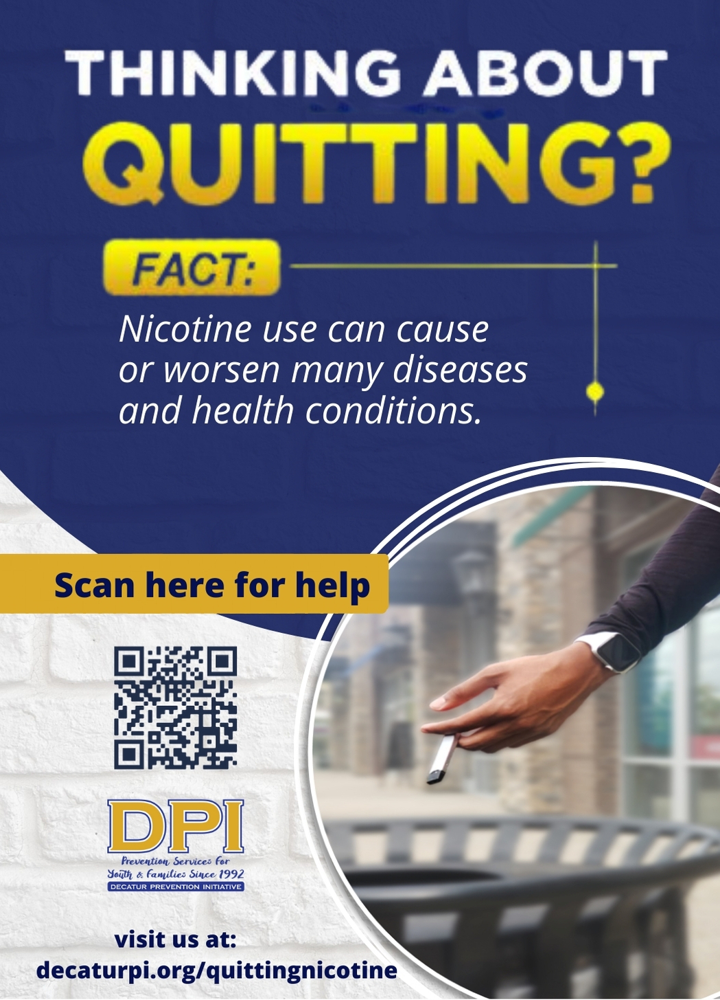 THINKING ABOUT
QUITTING?
FACT:
Nicotine use can cause
or worsen many diseases
and health conditions.
Scan here for help
DPI
Prevention Services for
Youth & Families Since 1992
DECATUR PREVENTION INITIATIVE
visit us at:
decaturpi.org/quittingnicotine